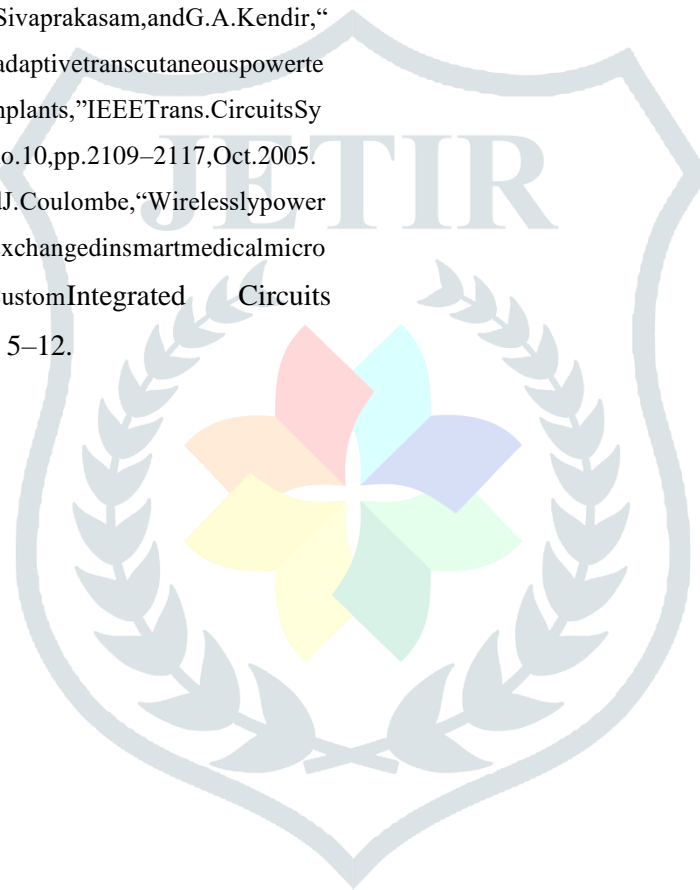 Sivaprakasam,andG.A.Kendir,“
adaptivetranscutaneouspowerte
nplants,”IEEETrans.CircuitsSy
o.10,pp.2109–2117,Oct.2005.
J.Coulombe,“Wirelesslypower
xchangedinsmartmedicalmicro
ustomIntegrated Circuits
5–12.
JETIR